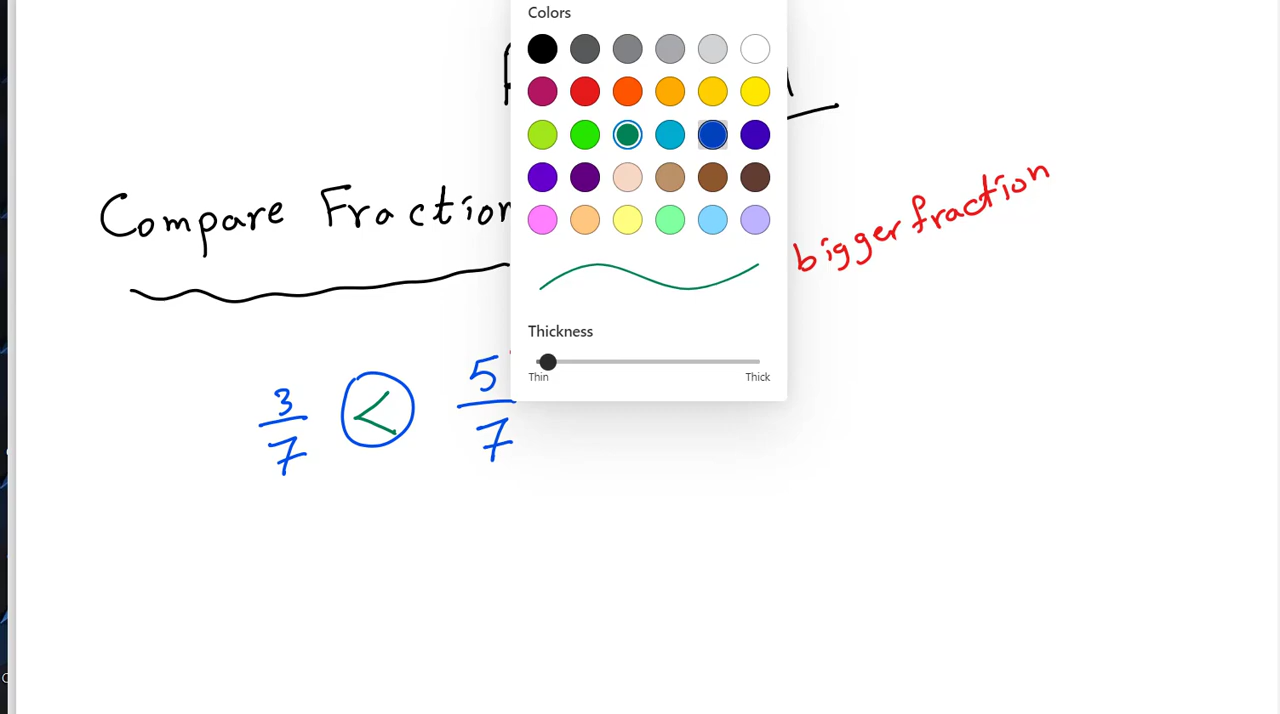 Colors
Compare Fraction
bigger fraction
Thickness
Thin Thick
3/7 < 5/7